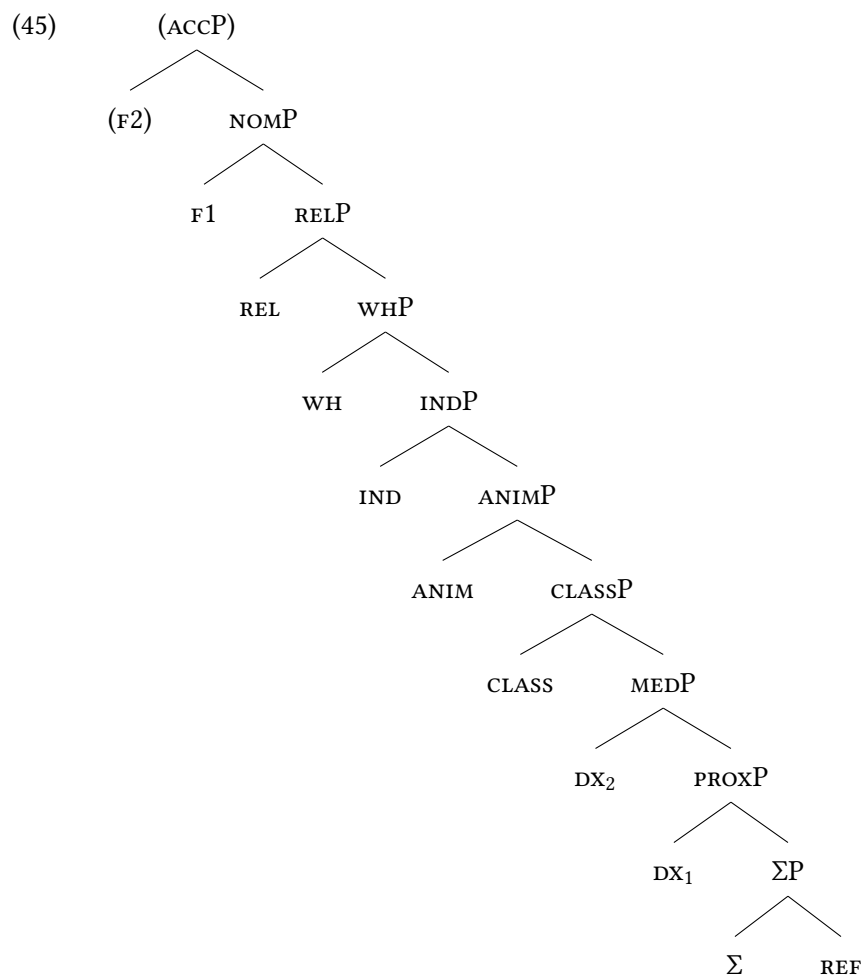 (45) (ACCP)
(F2) NOMP
F1 RELP
REL WHP
WH INDP
IND ANIMP
ANIM CLASSP
CLASS MEDP
DX₂ PROXP
DX₁ ΣP
Σ REF